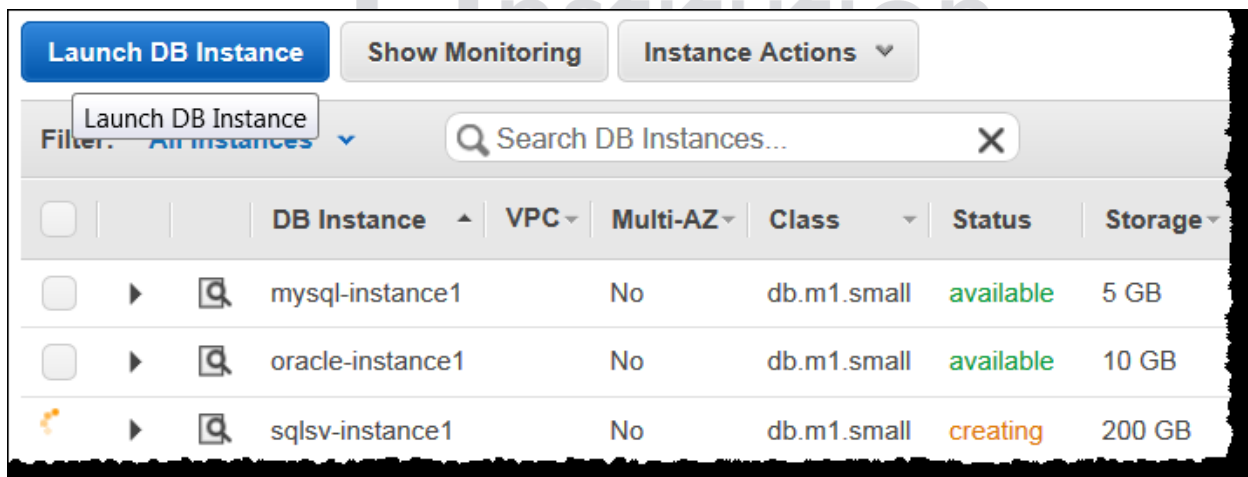 Launch DB Instance Show Monitoring Instance Actions
Launch DB Instance
Filter: All Instances Search DB Instances...
DB Instance VPC Multi-AZ Class Status Storage
mysql-instance1 No db.m1.small available 5 GB
oracle-instance1 No db.m1.small available 10 GB
sqlsv-instance1 No db.m1.small creating 200 GB